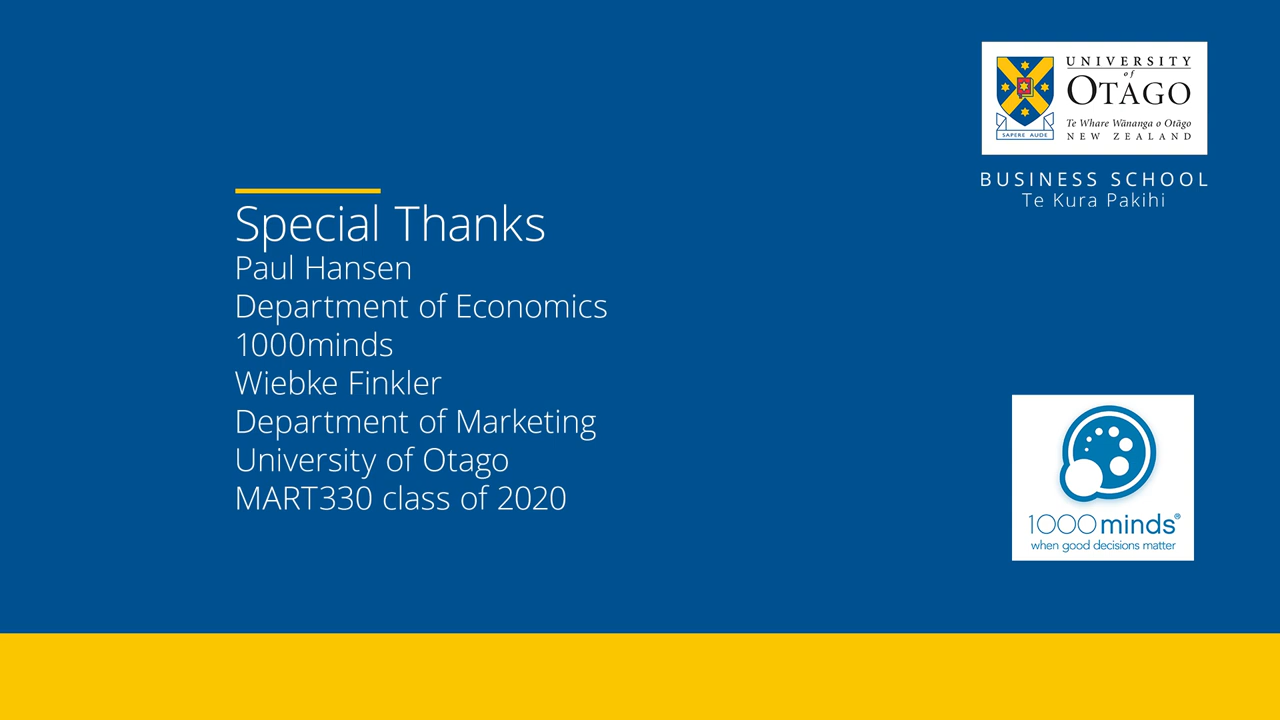 Special Thanks
Paul Hansen
Department of Economics
1000minds
Wiebke Finkler
Department of Marketing
University of Otago
MART330 class of 2020
UNIVERSITY
of
OTAGO
Te Whare Wānanga o Otāgo
NEW ZEALAND
SAPERE AUDE
BUSINESS SCHOOL
Te Kura Pakihi
1000minds®
when good decisions matter